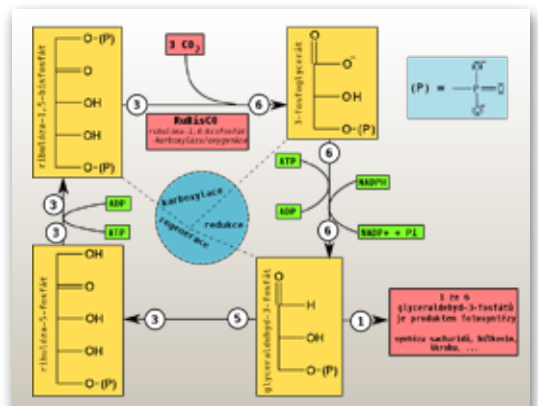 ribulóza-1,5-bisfosfát
O-(P)
O
OH
OH
O-(P)
3 CO2
3
6
RuBisCO
ribulóza-1,5-bisfosfát
-karboxyláza/oxygenáza
3-fosfoglycerát
O
O-
OH
O-(P)
(P) =
O-
P
O-
6
ATP
ADP
NADPH
NADP+ + Pi
6
karboxylace
redukce
regenerace
3
ADP
3
ATP
ribulóza-5-fosfát
OH
O
OH
OH
O-(P)
3
5
glyceraldehyd-3-fosfát
O
H
OH
O-(P)
1
1 ze 6
glyceraldehyd-3-fosfátů
je produktem fotosyntézy
syntéza sacharidů, bílkovin,
škrobu, ...